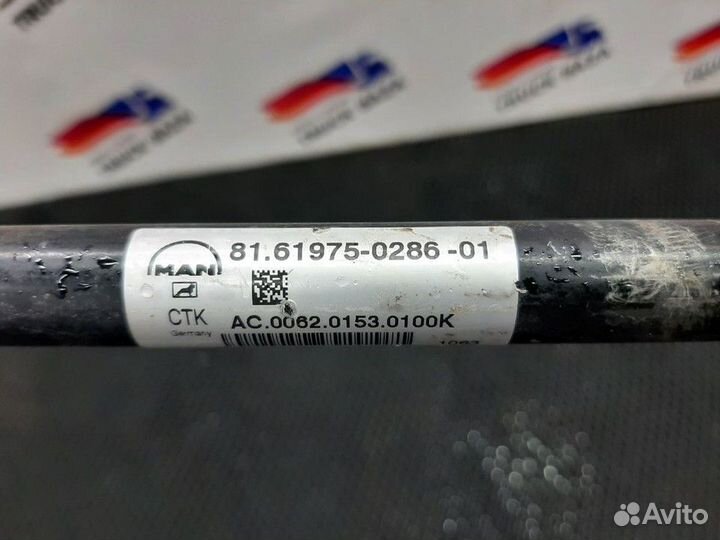 MAN
81.61975-0286-01
CTK
Germany
AC.0062.0153.0100K
Avito